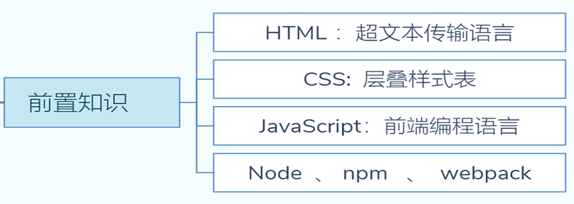 前置知识
HTML ： 超文本传输语言
CSS: 层叠样式表
JavaScript： 前端编程语言
Node 、 npm 、 webpack